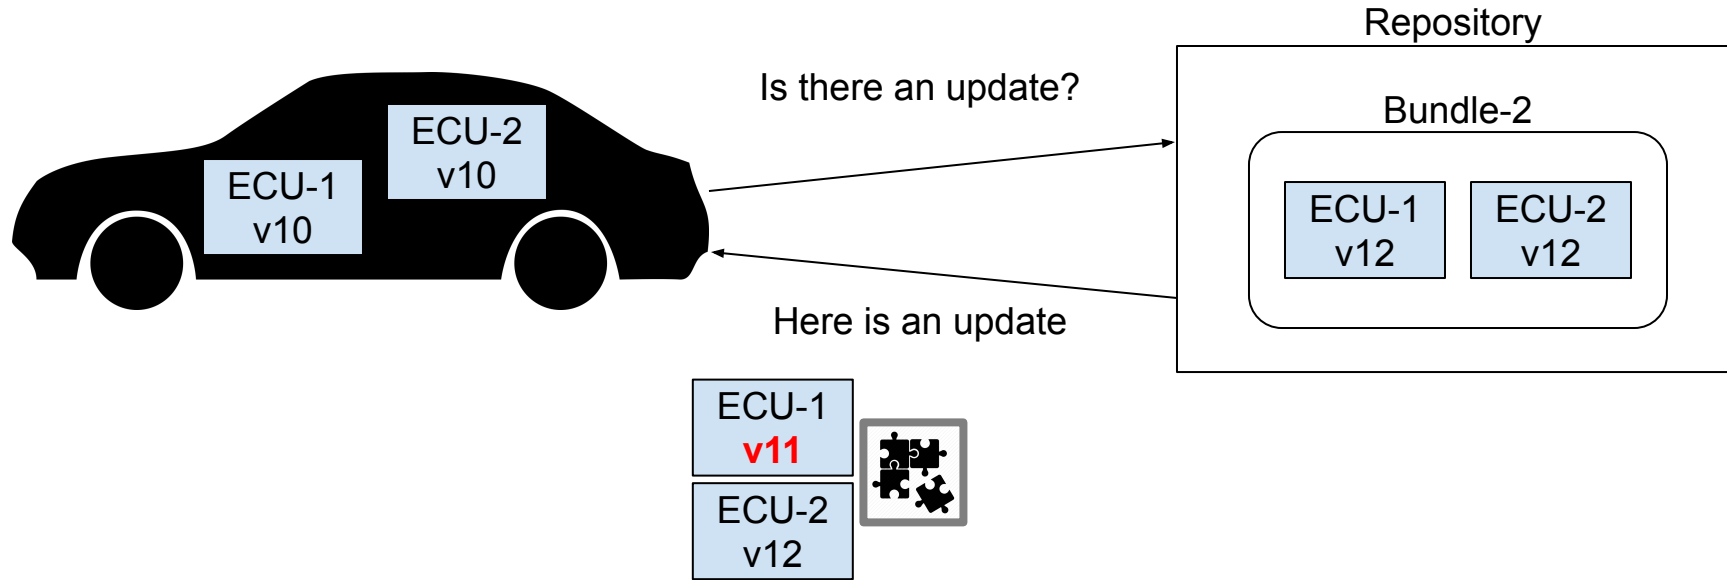 Repository
Is there an update?
Bundle-2
ECU-2
v10
ECU-1
v10
ECU-1
v12
ECU-2
v12
Here is an update
ECU-1
v11
ECU-2
v12